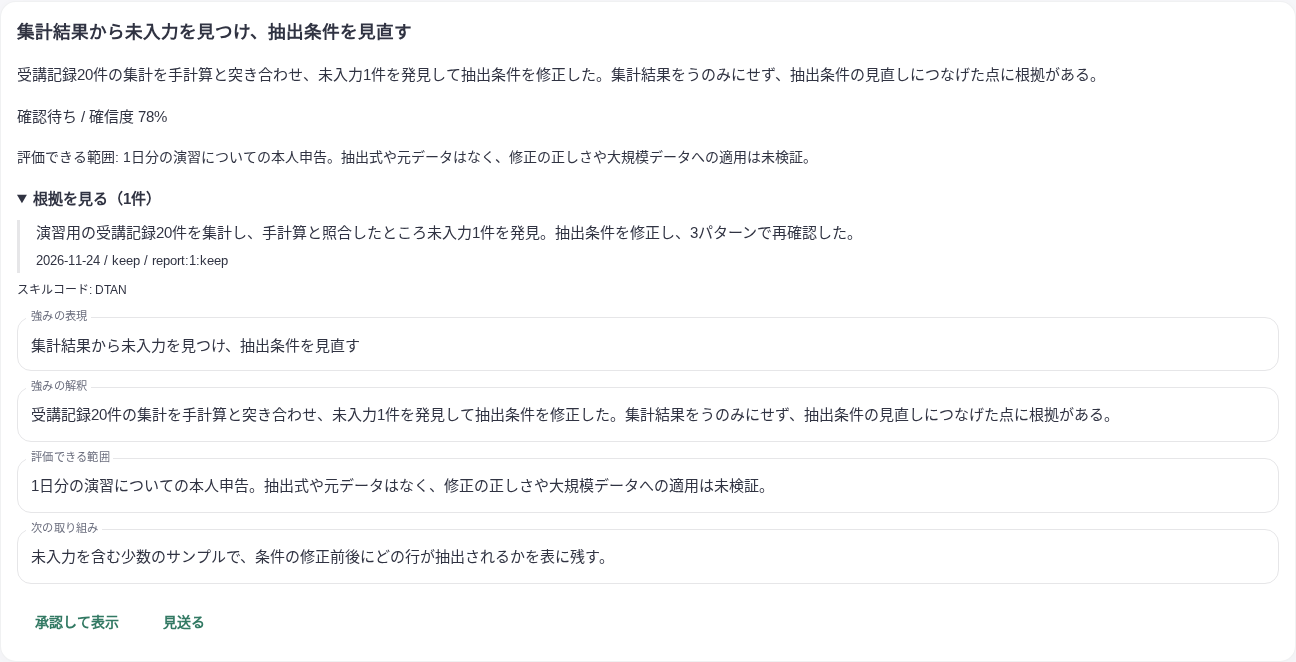 集計結果から未入力を見つけ、抽出条件を見直す
受講記録20件の集計を手計算と突き合わせ、未入力1件を発見して抽出条件を修正した。集計結果をうのみにせず、抽出条件の見直しにつなげた点に根拠がある。
確認待ち / 確信度 78%
評価できる範囲: 1日分の演習についての本人申告。抽出式や元データはなく、修正の正しさや大規模データへの適用は未検証。
▼ 根拠を見る（1件）
演習用の受講記録20件を集計し、手計算と照合したところ未入力1件を発見。抽出条件を修正し、3パターンで再確認した。
2026-11-24 / keep / report:1:keep
スキルコード: DTAN
強みの表現
集計結果から未入力を見つけ、抽出条件を見直す
強みの解釈
受講記録20件の集計を手計算と突き合わせ、未入力1件を発見して抽出条件を修正した。集計結果をうのみにせず、抽出条件の見直しにつなげた点に根拠がある。
評価できる範囲
1日分の演習についての本人申告。抽出式や元データはなく、修正の正しさや大規模データへの適用は未検証。
次の取り組み
未入力を含む少数のサンプルで、条件の修正前後にどの行が抽出されるかを表に残す。
承認して表示 見送る